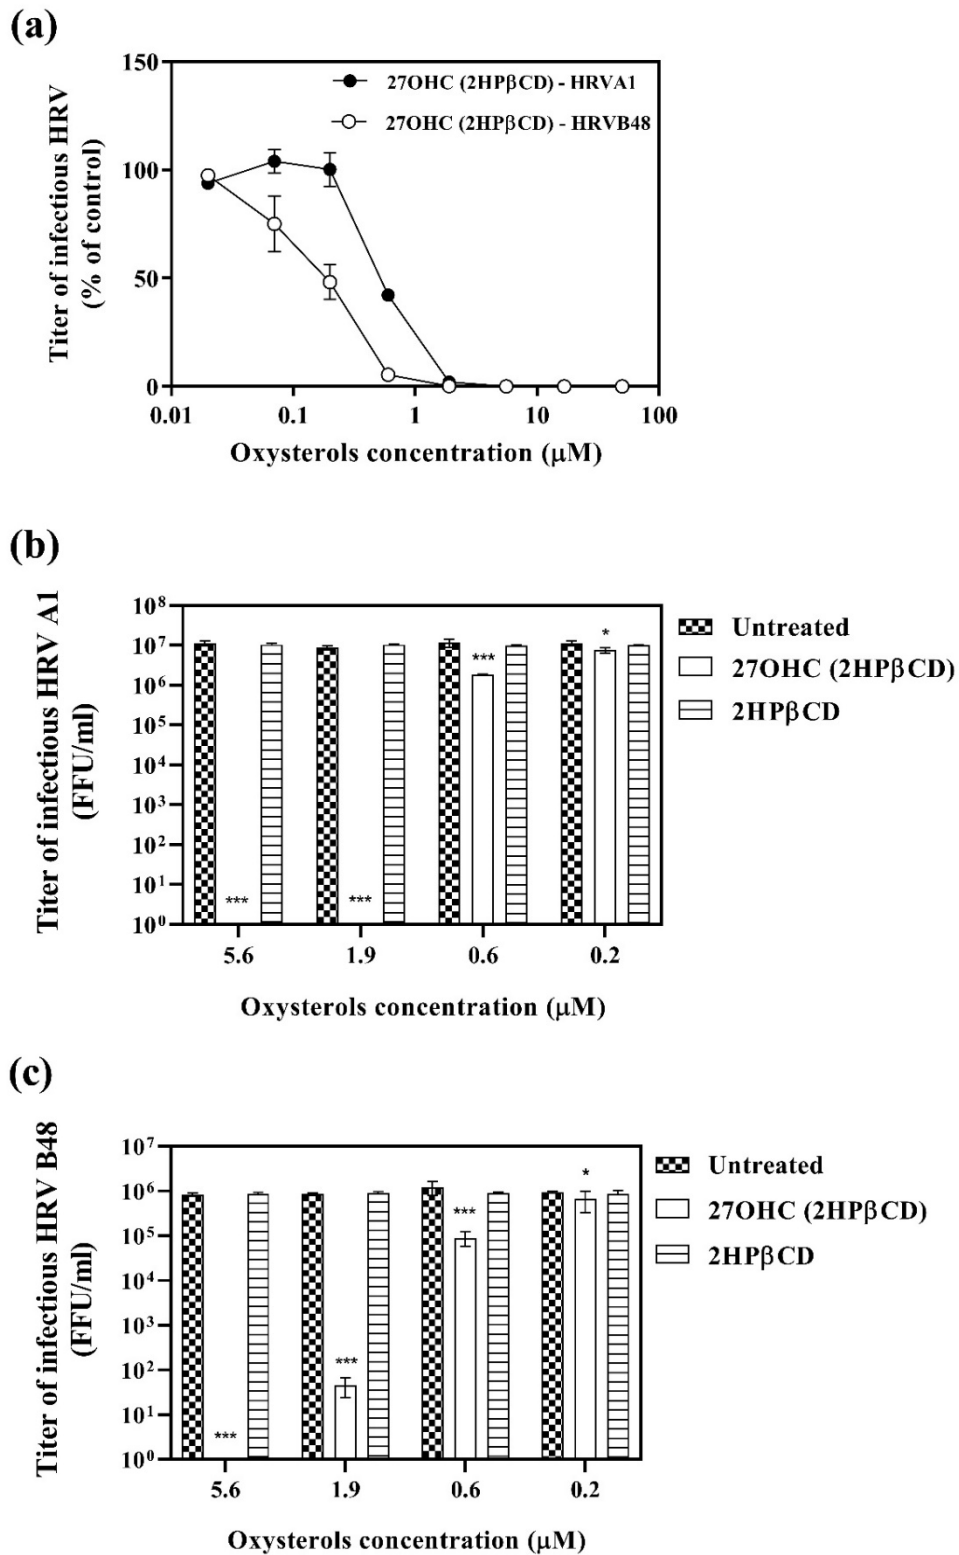 (a)
Titer of infectious HRV
(% of control)
150
100
50
0
27OHC (2HPβCD) - HRVA1
27OHC (2HPβCD) - HRVB48
0.01 0.1 1 10 100
Oxysterols concentration (μM)
(b)
Titer of infectious HRV A1
(FFU/ml)
10⁸
10⁷
10⁶
10⁵
10⁴
10³
10²
10¹
10⁰
*** *** *** *
Untreated
27OHC (2HPβCD)
2HPβCD
5.6 1.9 0.6 0.2
Oxysterols concentration (μM)
(c)
Titer of infectious HRV B48
(FFU/ml)
10⁷
10⁶
10⁵
10⁴
10³
10²
10¹
10⁰
*** *** *** *
Untreated
27OHC (2HPβCD)
2HPβCD
5.6 1.9 0.6 0.2
Oxysterols concentration (μM)